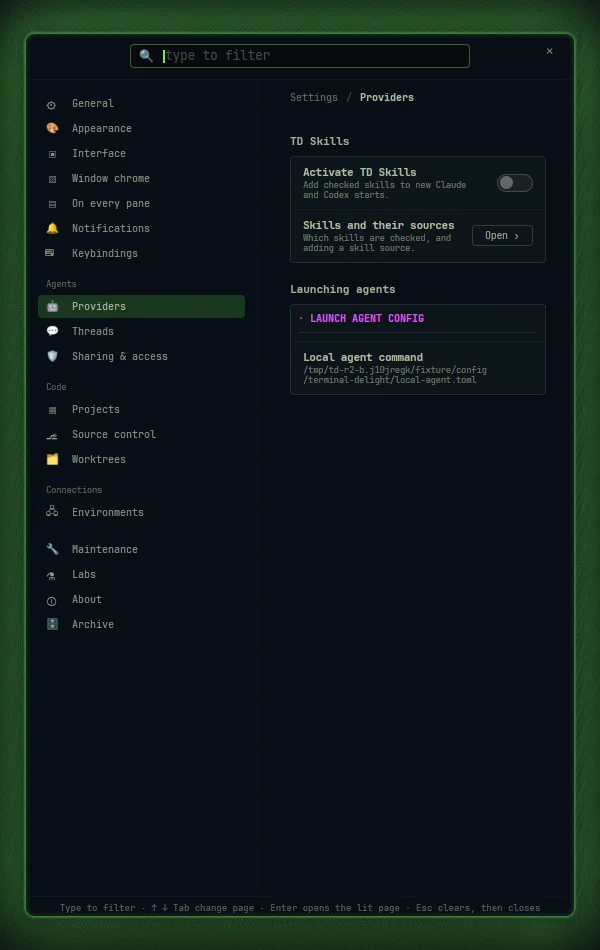 type to filter
×
General
Appearance
Interface
Window chrome
On every pane
Notifications
Keybindings
Agents
Providers
Threads
Sharing & access
Code
Projects
Source control
Worktrees
Connections
Environments
Maintenance
Labs
About
Archive
Settings / Providers
TD Skills
Activate TD Skills
Add checked skills to new Claude
and Codex starts.
Skills and their sources
Which skills are checked, and
adding a skill source.
Open ›
Launching agents
· LAUNCH AGENT CONFIG
Local agent command
/tmp/td-r2-b.j10jregk/fixture/config
/terminal-delight/local-agent.toml
Type to filter · ↑ ↓ Tab change page · Enter opens the lit page · Esc clears, then closes